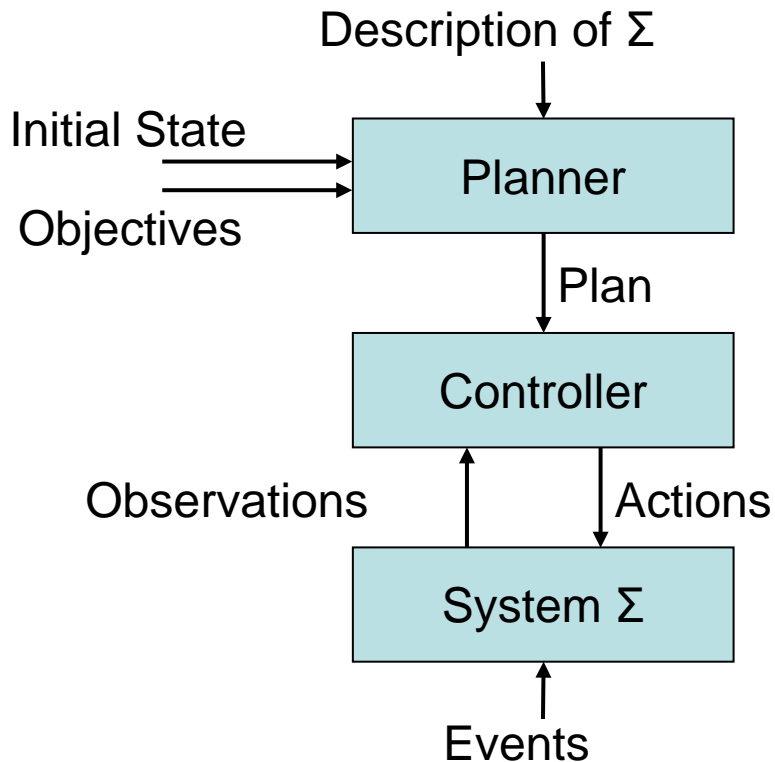 Description of Σ
Initial State
Planner
Objectives
Plan
Controller
Observations
Actions
System Σ
Events